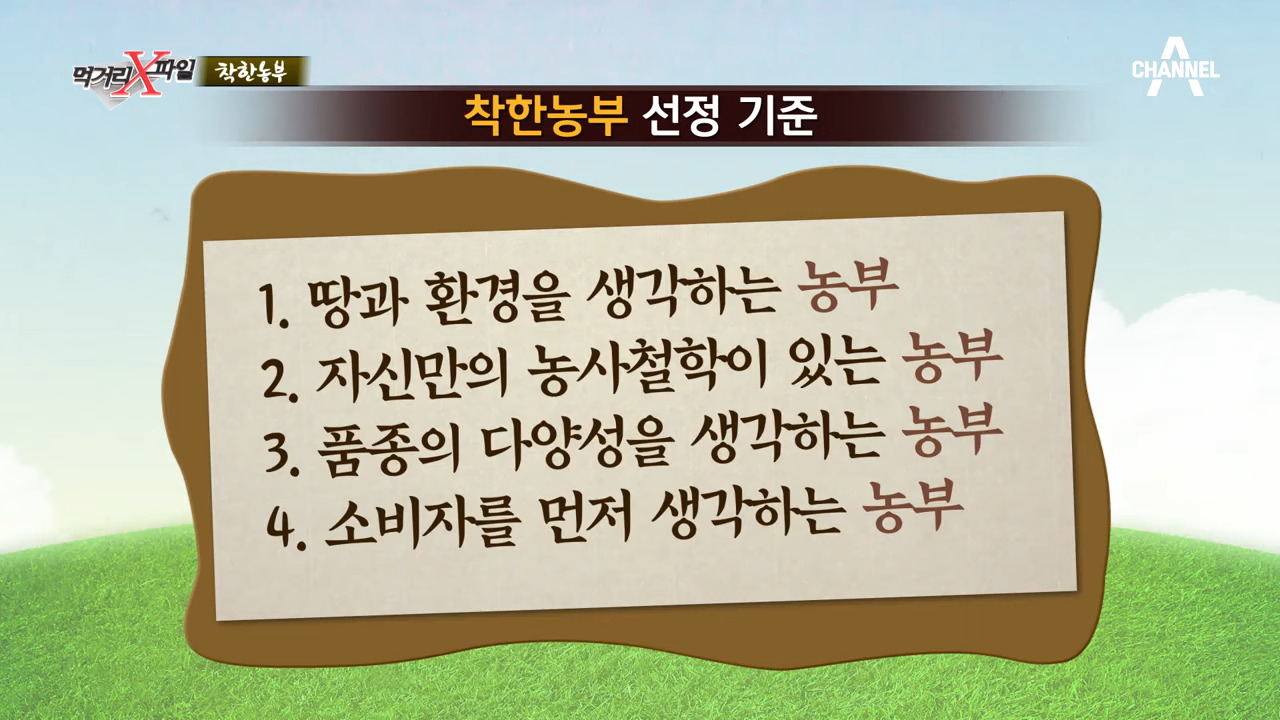 먹거리X파일 착한농부
CHANNEL A
착한농부 선정 기준
1. 땅과 환경을 생각하는 농부
2. 자신만의 농사철학이 있는 농부
3. 품종의 다양성을 생각하는 농부
4. 소비자를 먼저 생각하는 농부